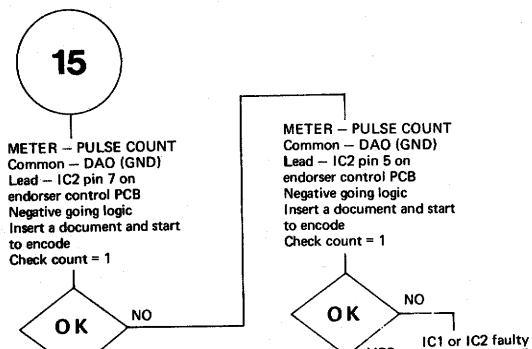 15
METER – PULSE COUNT
Common – DAO (GND)
Lead – IC2 pin 7 on
endorser control PCB
Negative going logic
Insert a document and start
to encode
Check count = 1
OK
NO
METER – PULSE COUNT
Common – DAO (GND)
Lead – IC2 pin 5 on
endorser control PCB
Negative going logic
Insert a document and start
to encode
Check count = 1
OK
NO
IC1 or IC2 faulty